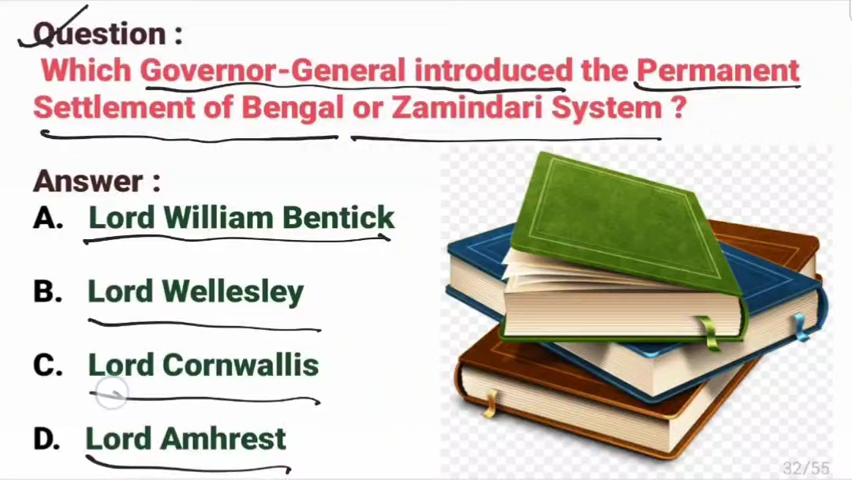 Question :
Which Governor-General introduced the Permanent
Settlement of Bengal or Zamindari System ?
Answer :
A. Lord William Bentick
B. Lord Wellesley
C. Lord Cornwallis
D. Lord Amhrest
32/55